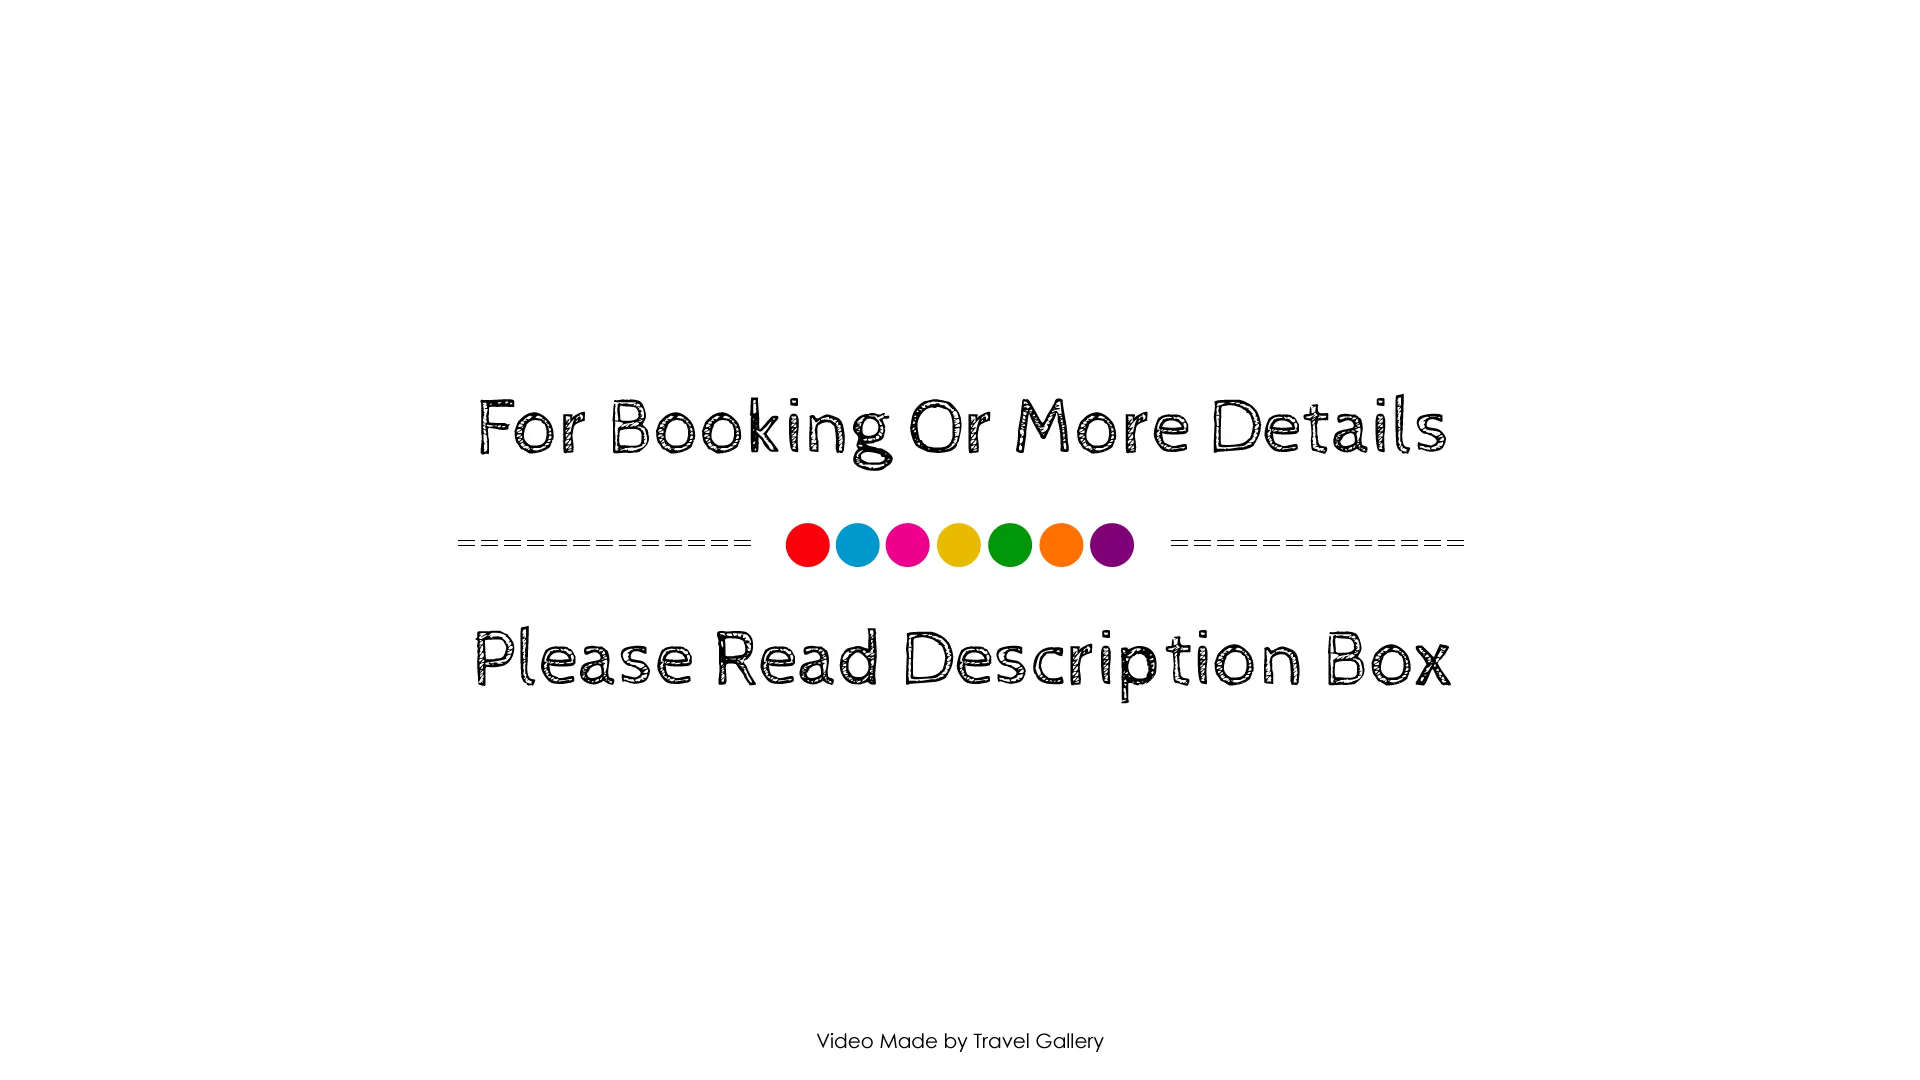 For Booking Or More Details
============= =============
Please Read Description Box
Video Made by Travel Gallery